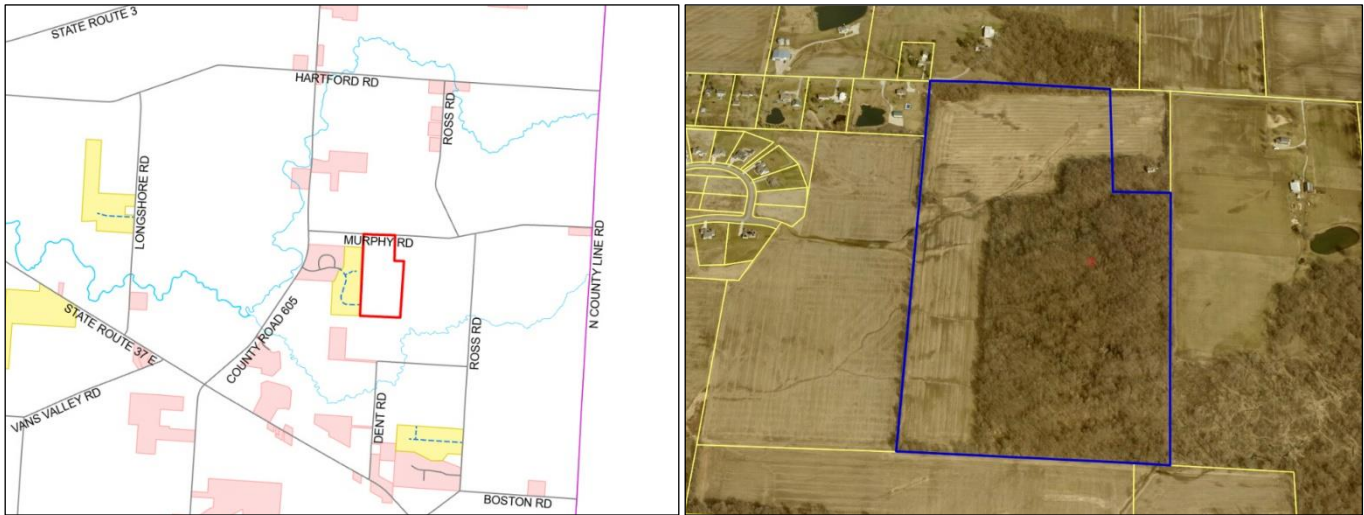 STATE ROUTE 3
HARTFORD RD
ROSS RD
LONGSHORE RD
MURPHY RD
N COUNTY LINE RD
COUNTY ROAD 605
STATE ROUTE 37 E
ROSS RD
VANS VALLEY RD
DENT RD
BOSTON RD